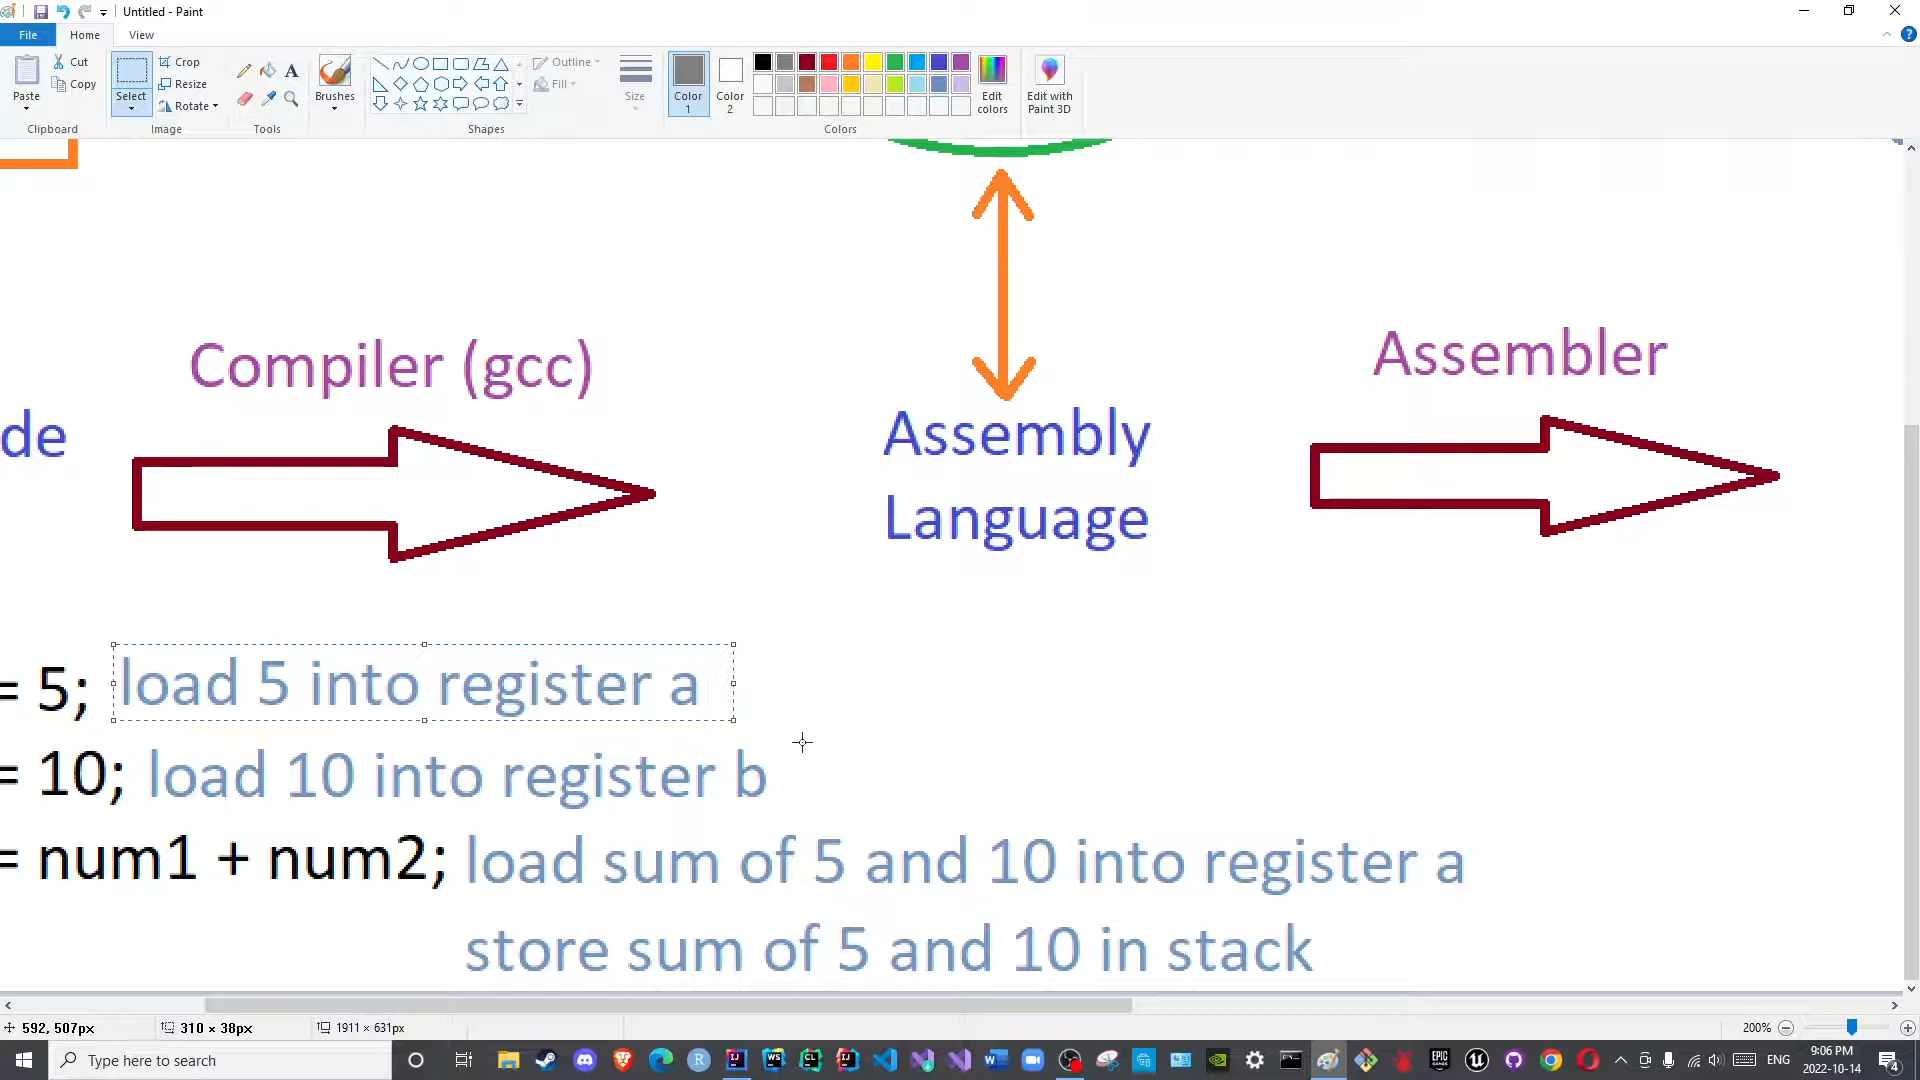 Untitled - Paint
File Home View
Paste
Cut
Copy
Clipboard
Select
Crop
Resize
Rotate
Image
Tools
Brushes
Shapes
Outline
Fill
Size
Color 1
Color 2
Colors
Edit colors
Edit with Paint 3D
Compiler (gcc)
Assembler
de
Assembly
Language
= 5; load 5 into register a
= 10; load 10 into register b
= num1 + num2; load sum of 5 and 10 into register a
store sum of 5 and 10 in stack
592, 507px 310 × 38px 1911 × 631px 200%
Type here to search
ENG
9:06 PM
2022-10-14